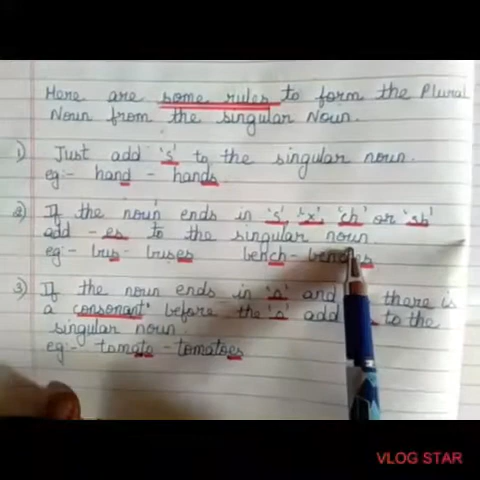 Here are some rules to form the Plural
Noun from the singular Noun.
1) Just add 's' to the singular noun.
eg:- hand - hands
2) If the noun ends in 's', 'x', 'ch' or 'sh'
add - es to the singular noun.
eg:- bus - buses bench - benches
3) If the noun ends in 'o' and there is
a consonant' before the 'o' add to the
singular noun
eg:- tomato - tomatoes
VLOG STAR